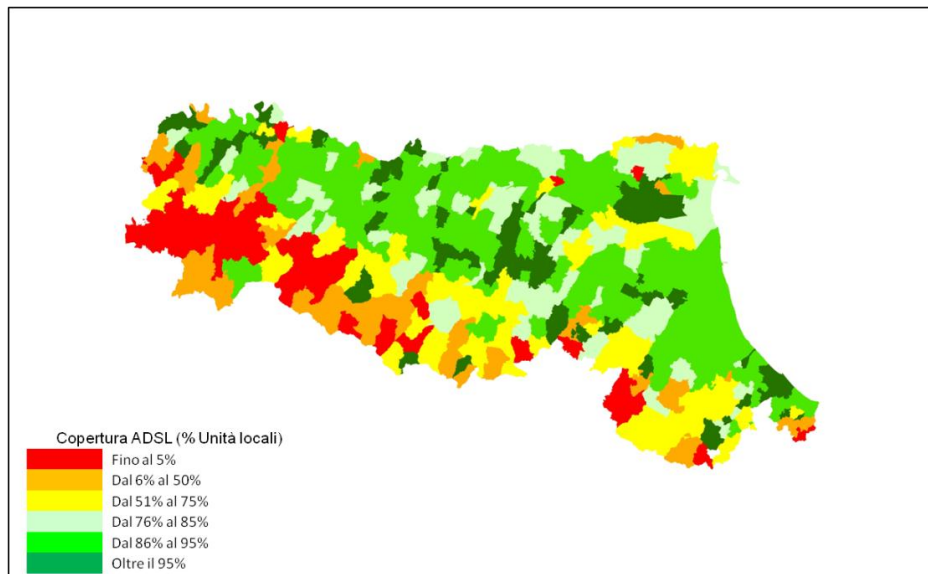 Copertura ADSL (% Unità locali)
Fino al 5%
Dal 6% al 50%
Dal 51% al 75%
Dal 76% al 85%
Dal 86% al 95%
Oltre il 95%